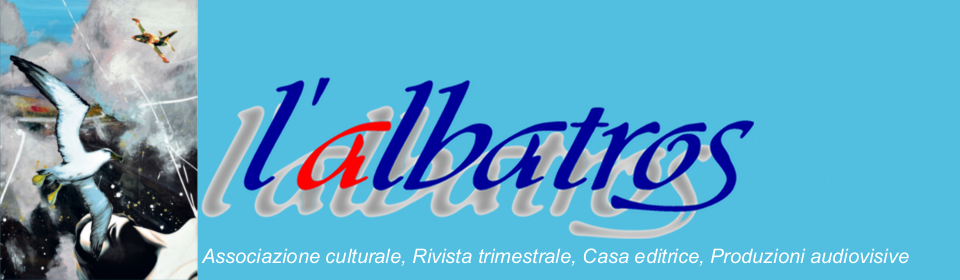 l'albatros
Associazione culturale, Rivista trimestrale, Casa editrice, Produzioni audiovisive